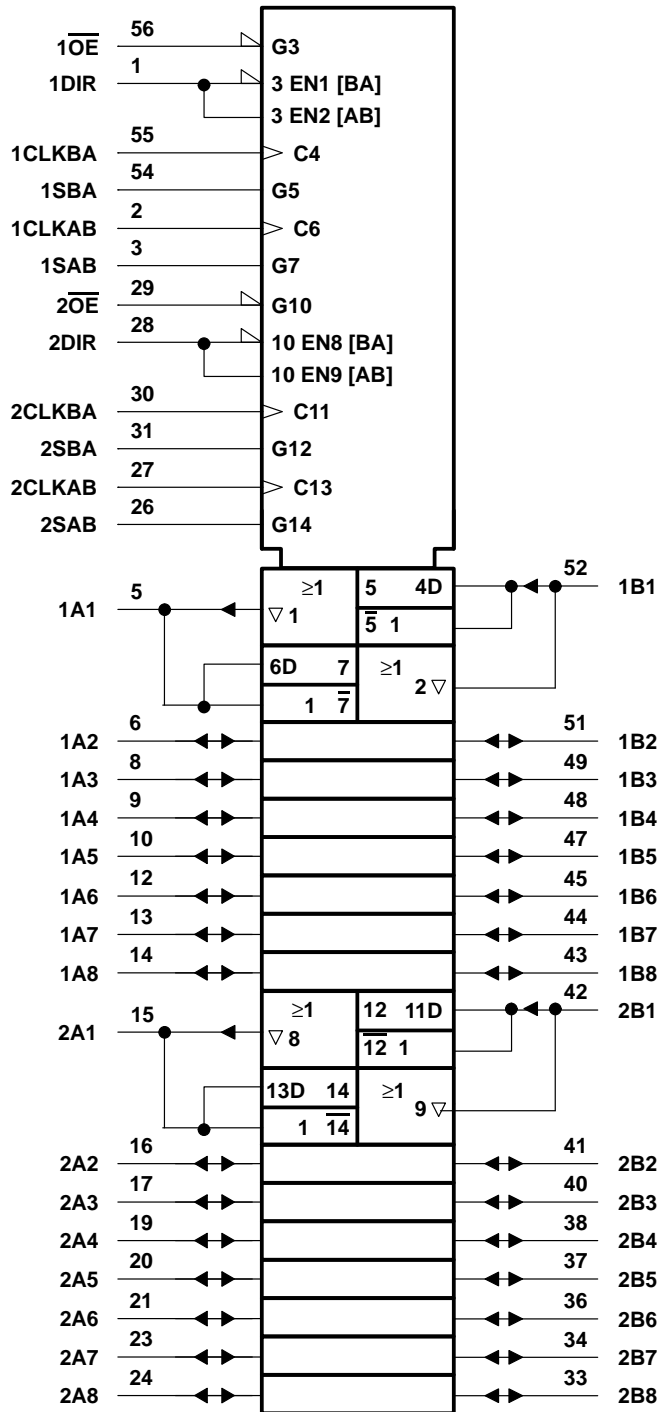 56
1O̅E̅ G3
1
1DIR 3 EN1 [BA]
3 EN2 [AB]
55
1CLKBA C4
54
1SBA G5
2
1CLKAB C6
3
1SAB G7
29
2O̅E̅ G10
28
2DIR 10 EN8 [BA]
10 EN9 [AB]
30
2CLKBA C11
31
2SBA G12
27
2CLKAB C13
26
2SAB G14
5 ≥1 5 4D 52
1A1 ▽ 1 1B1
5̅ 1
6D 7 ≥1
2 ▽
1 7̅
6 51
1A2 1B2
8 49
1A3 1B3
9 48
1A4 1B4
10 47
1A5 1B5
12 45
1A6 1B6
13 44
1A7 1B7
14 43
1A8 1B8
15 ≥1 12 11D 42
2A1 ▽ 8 2B1
1̅2̅ 1
13D 14 ≥1
9 ▽
1 1̅4̅
16 41
2A2 2B2
17 40
2A3 2B3
19 38
2A4 2B4
20 37
2A5 2B5
21 36
2A6 2B6
23 34
2A7 2B7
24 33
2A8 2B8